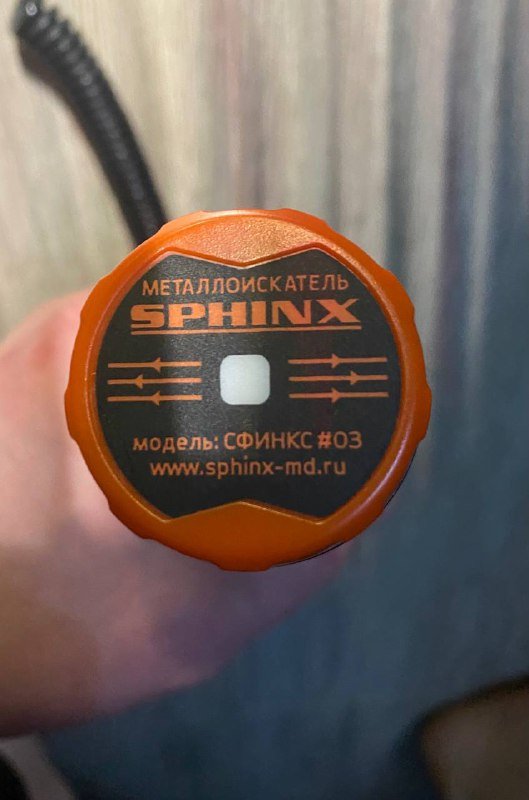 МЕТАЛЛОИСКАТЕЛЬ
SPHINX
модель: СФИНКС #03
www.sphinx-md.ru